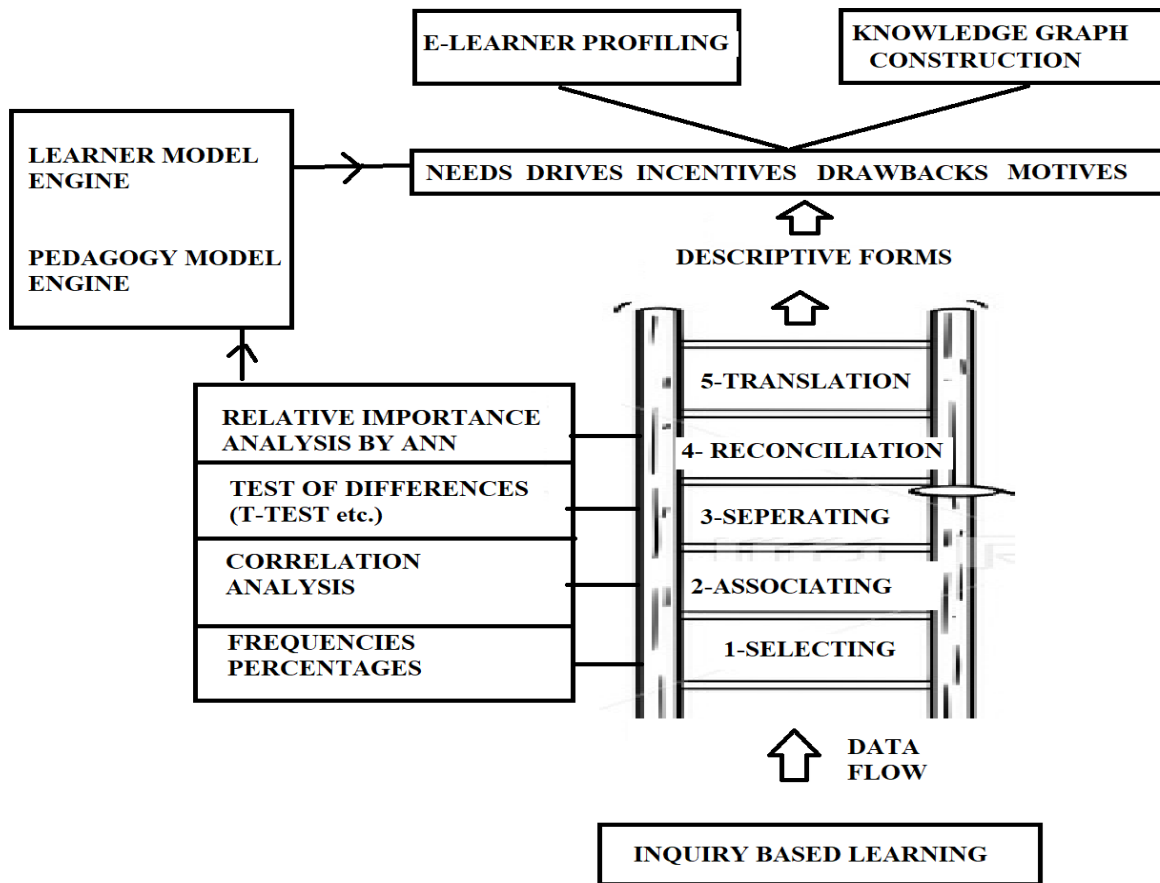 E-LEARNER PROFILING
KNOWLEDGE GRAPH
CONSTRUCTION
LEARNER MODEL
ENGINE
PEDAGOGY MODEL
ENGINE
NEEDS DRIVES INCENTIVES DRAWBACKS MOTIVES
DESCRIPTIVE FORMS
5-TRANSLATION
4- RECONCILIATION
3-SEPERATING
2-ASSOCIATING
1-SELECTING
RELATIVE IMPORTANCE
ANALYSIS BY ANN
TEST OF DIFFERENCES
(T-TEST etc.)
CORRELATION
ANALYSIS
FREQUENCIES
PERCENTAGES
DATA
FLOW
INQUIRY BASED LEARNING